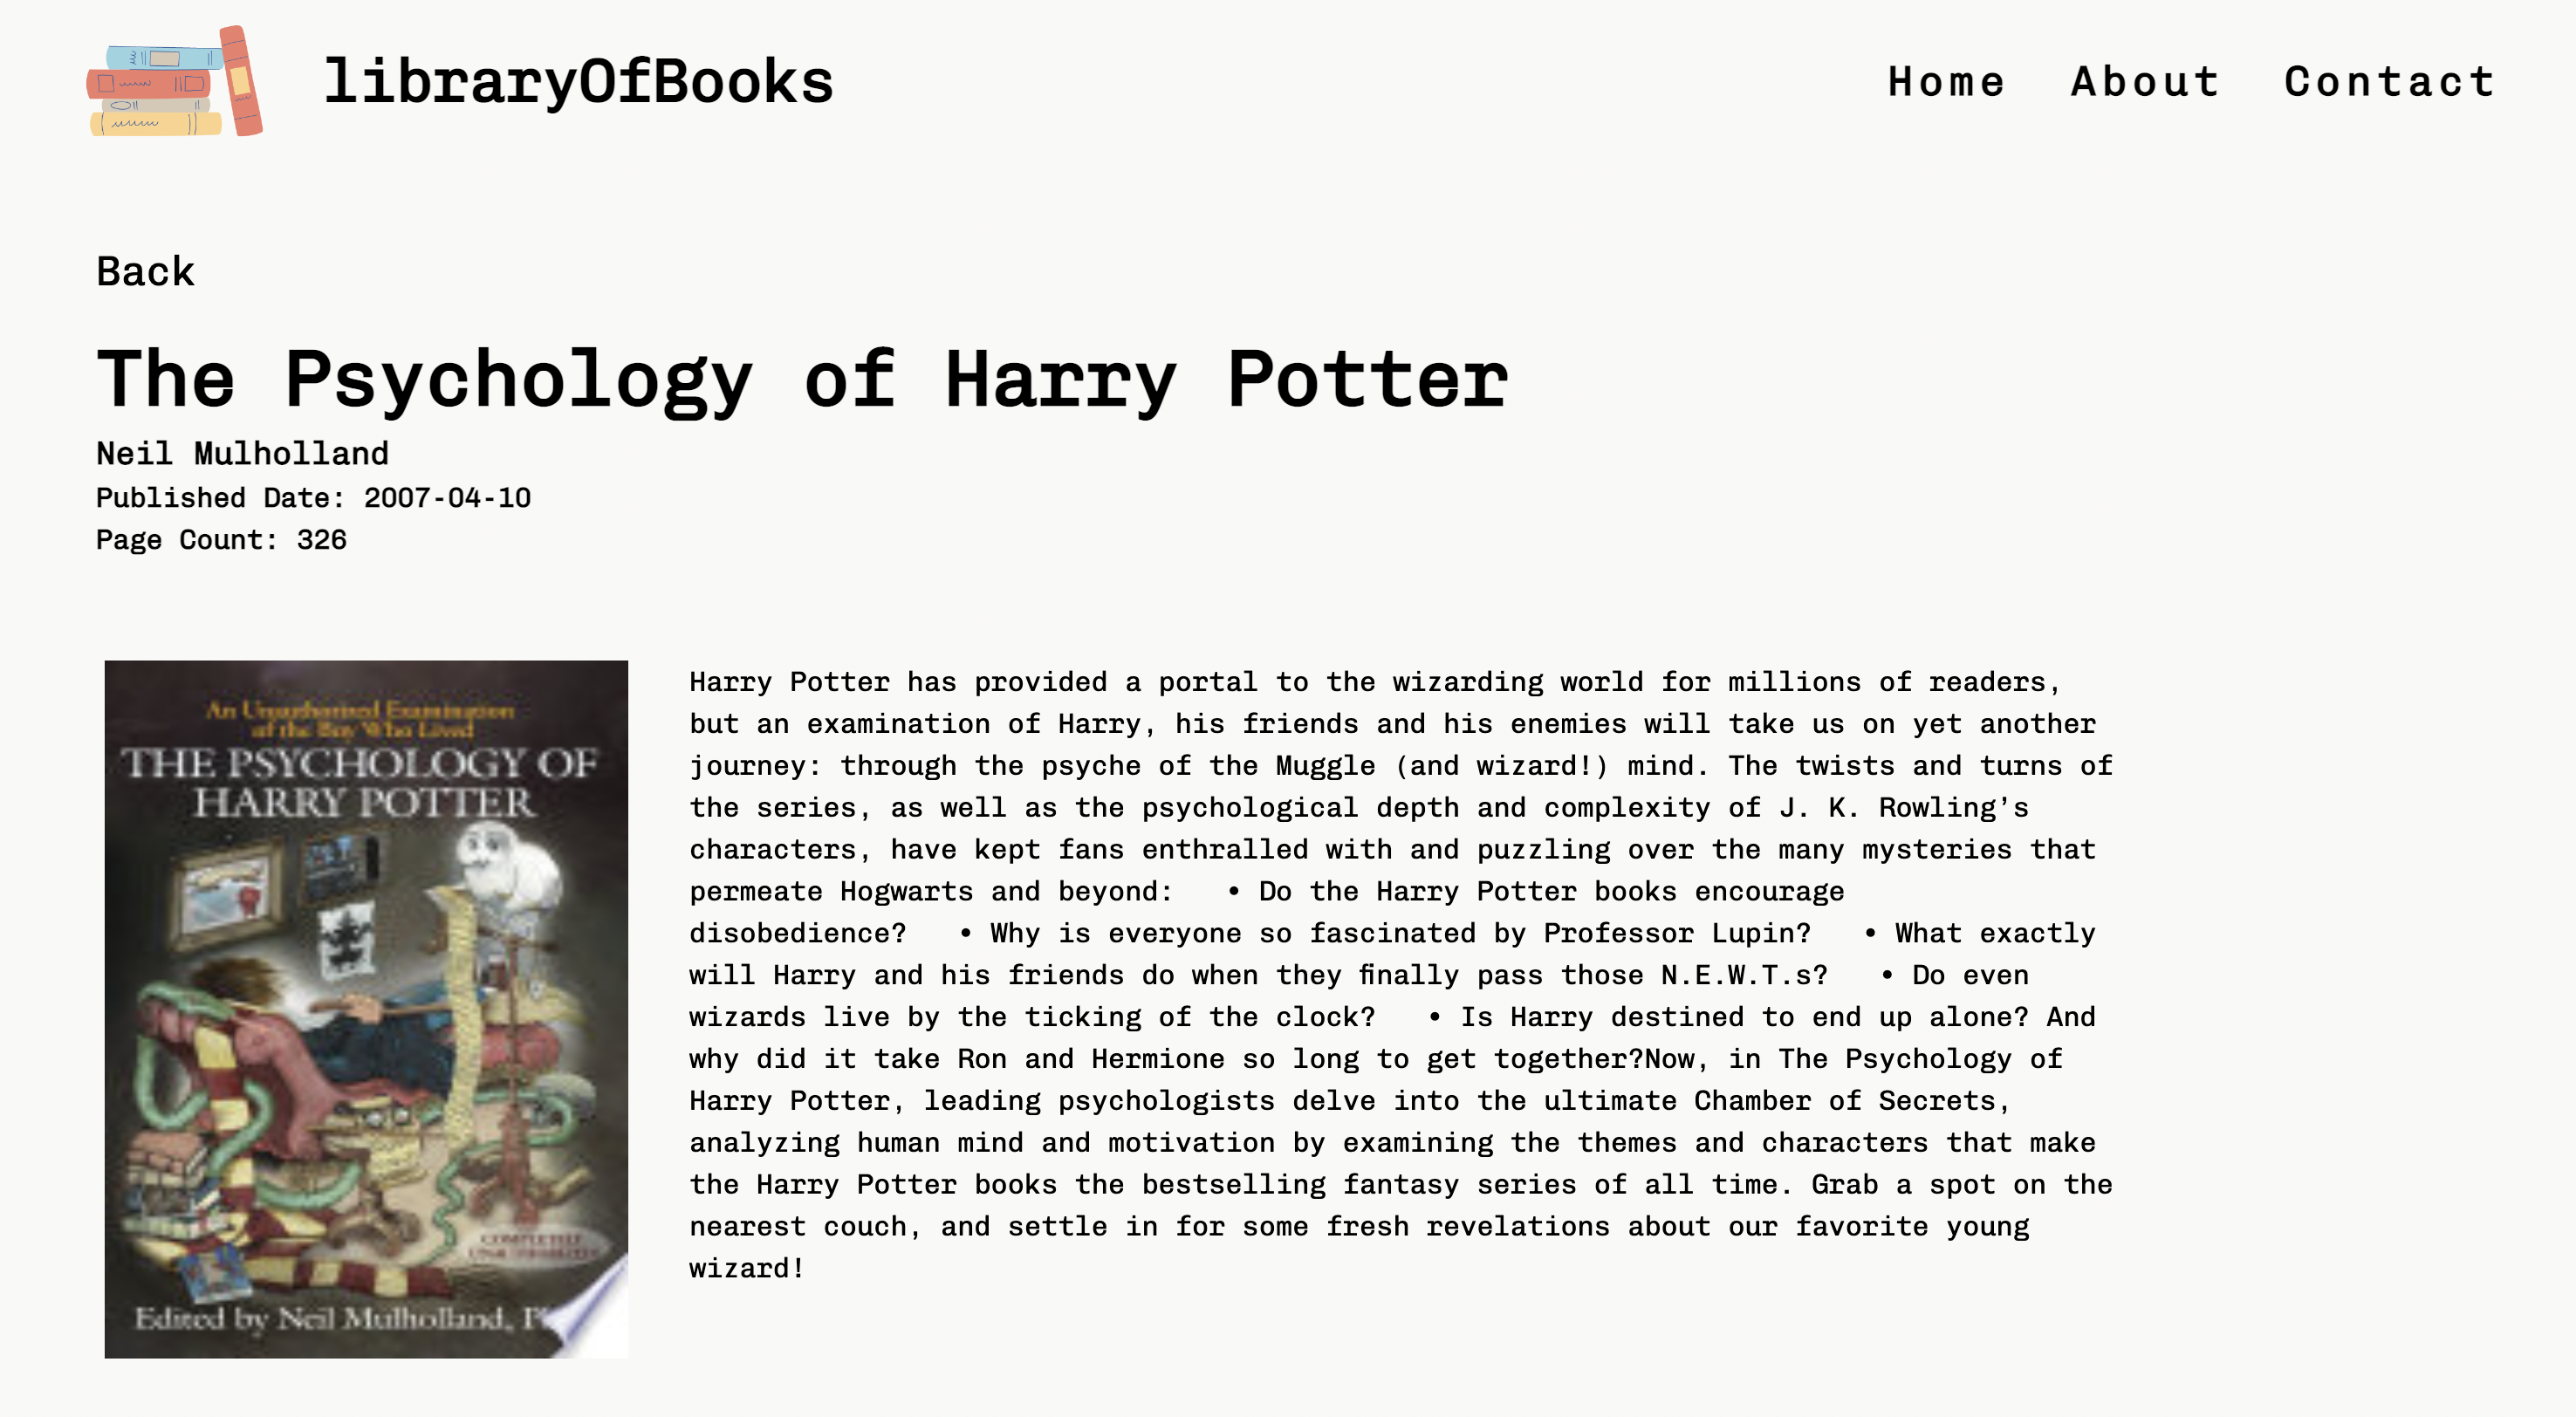 libraryOfBooks
Home About Contact
Back
The Psychology of Harry Potter
Neil Mulholland
Published Date: 2007-04-10
Page Count: 326
An Unauthorized Examination
of the Boy Who Lived
THE PSYCHOLOGY OF
HARRY POTTER
COMPLETELY
UNAUTHORIZED
Edited by Neil Mulholland,
Harry Potter has provided a portal to the wizarding world for millions of readers,
but an examination of Harry, his friends and his enemies will take us on yet another
journey: through the psyche of the Muggle (and wizard!) mind. The twists and turns of
the series, as well as the psychological depth and complexity of J. K. Rowling’s
characters, have kept fans enthralled with and puzzling over the many mysteries that
permeate Hogwarts and beyond:   • Do the Harry Potter books encourage
disobedience?   • Why is everyone so fascinated by Professor Lupin?   • What exactly
will Harry and his friends do when they finally pass those N.E.W.T.s?   • Do even
wizards live by the ticking of the clock?   • Is Harry destined to end up alone? And
why did it take Ron and Hermione so long to get together?Now, in The Psychology of
Harry Potter, leading psychologists delve into the ultimate Chamber of Secrets,
analyzing human mind and motivation by examining the themes and characters that make
the Harry Potter books the bestselling fantasy series of all time. Grab a spot on the
nearest couch, and settle in for some fresh revelations about our favorite young
wizard!